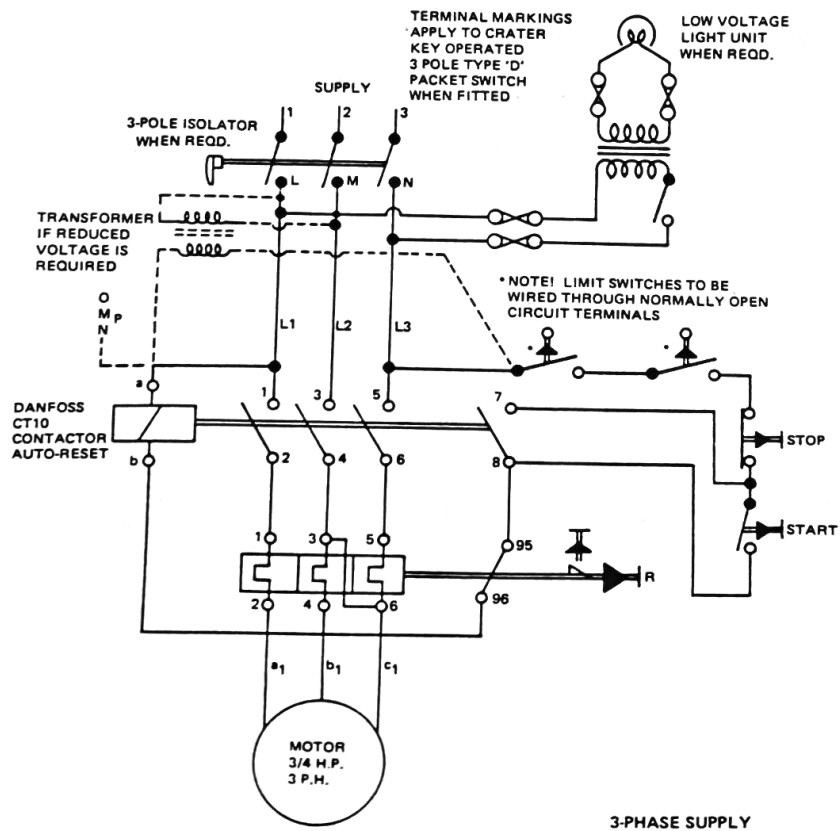 TERMINAL MARKINGS
APPLY TO CRATER
KEY OPERATED
3 POLE TYPE 'D'
PACKET SWITCH
WHEN FITTED
LOW VOLTAGE
LIGHT UNIT
WHEN REQD.
SUPPLY
1 2 3
3-POLE ISOLATOR
WHEN REQD.
L M N
TRANSFORMER
IF REDUCED
VOLTAGE IS
REQUIRED
• NOTE! LIMIT SWITCHES TO BE
WIRED THROUGH NORMALLY OPEN
CIRCUIT TERMINALS
O
M P
N
L1 L2 L3
• •
a 1 3 5 7
DANFOSS
CT10
CONTACTOR
AUTO-RESET
STOP
b 2 4 6 8
START
1 3 5 95
R
2 4 6 96
a1 b1 c1
MOTOR
3/4 H.P.
3 P.H.
3-PHASE SUPPLY